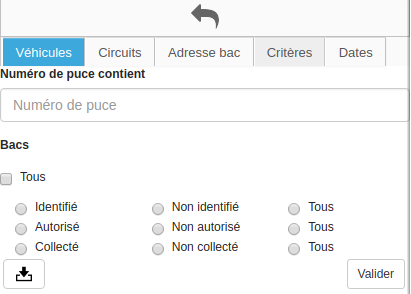 Véhicules Circuits Adresse bac Critères Dates
Numéro de puce contient
Numéro de puce
Bacs
Tous
Identifié Non identifié Tous
Autorisé Non autorisé Tous
Collecté Non collecté Tous
Valider